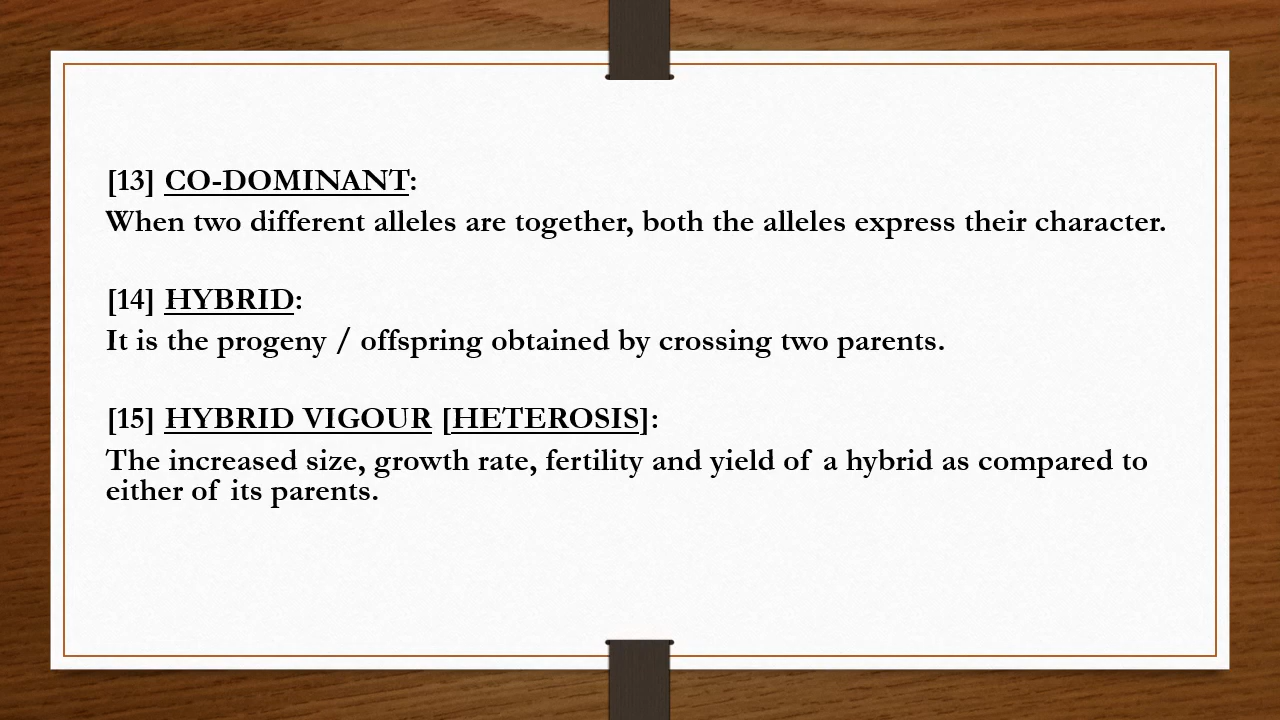 [13] CO-DOMINANT:
When two different alleles are together, both the alleles express their character.
[14] HYBRID:
It is the progeny / offspring obtained by crossing two parents.
[15] HYBRID VIGOUR [HETEROSIS]:
The increased size, growth rate, fertility and yield of a hybrid as compared to
either of its parents.